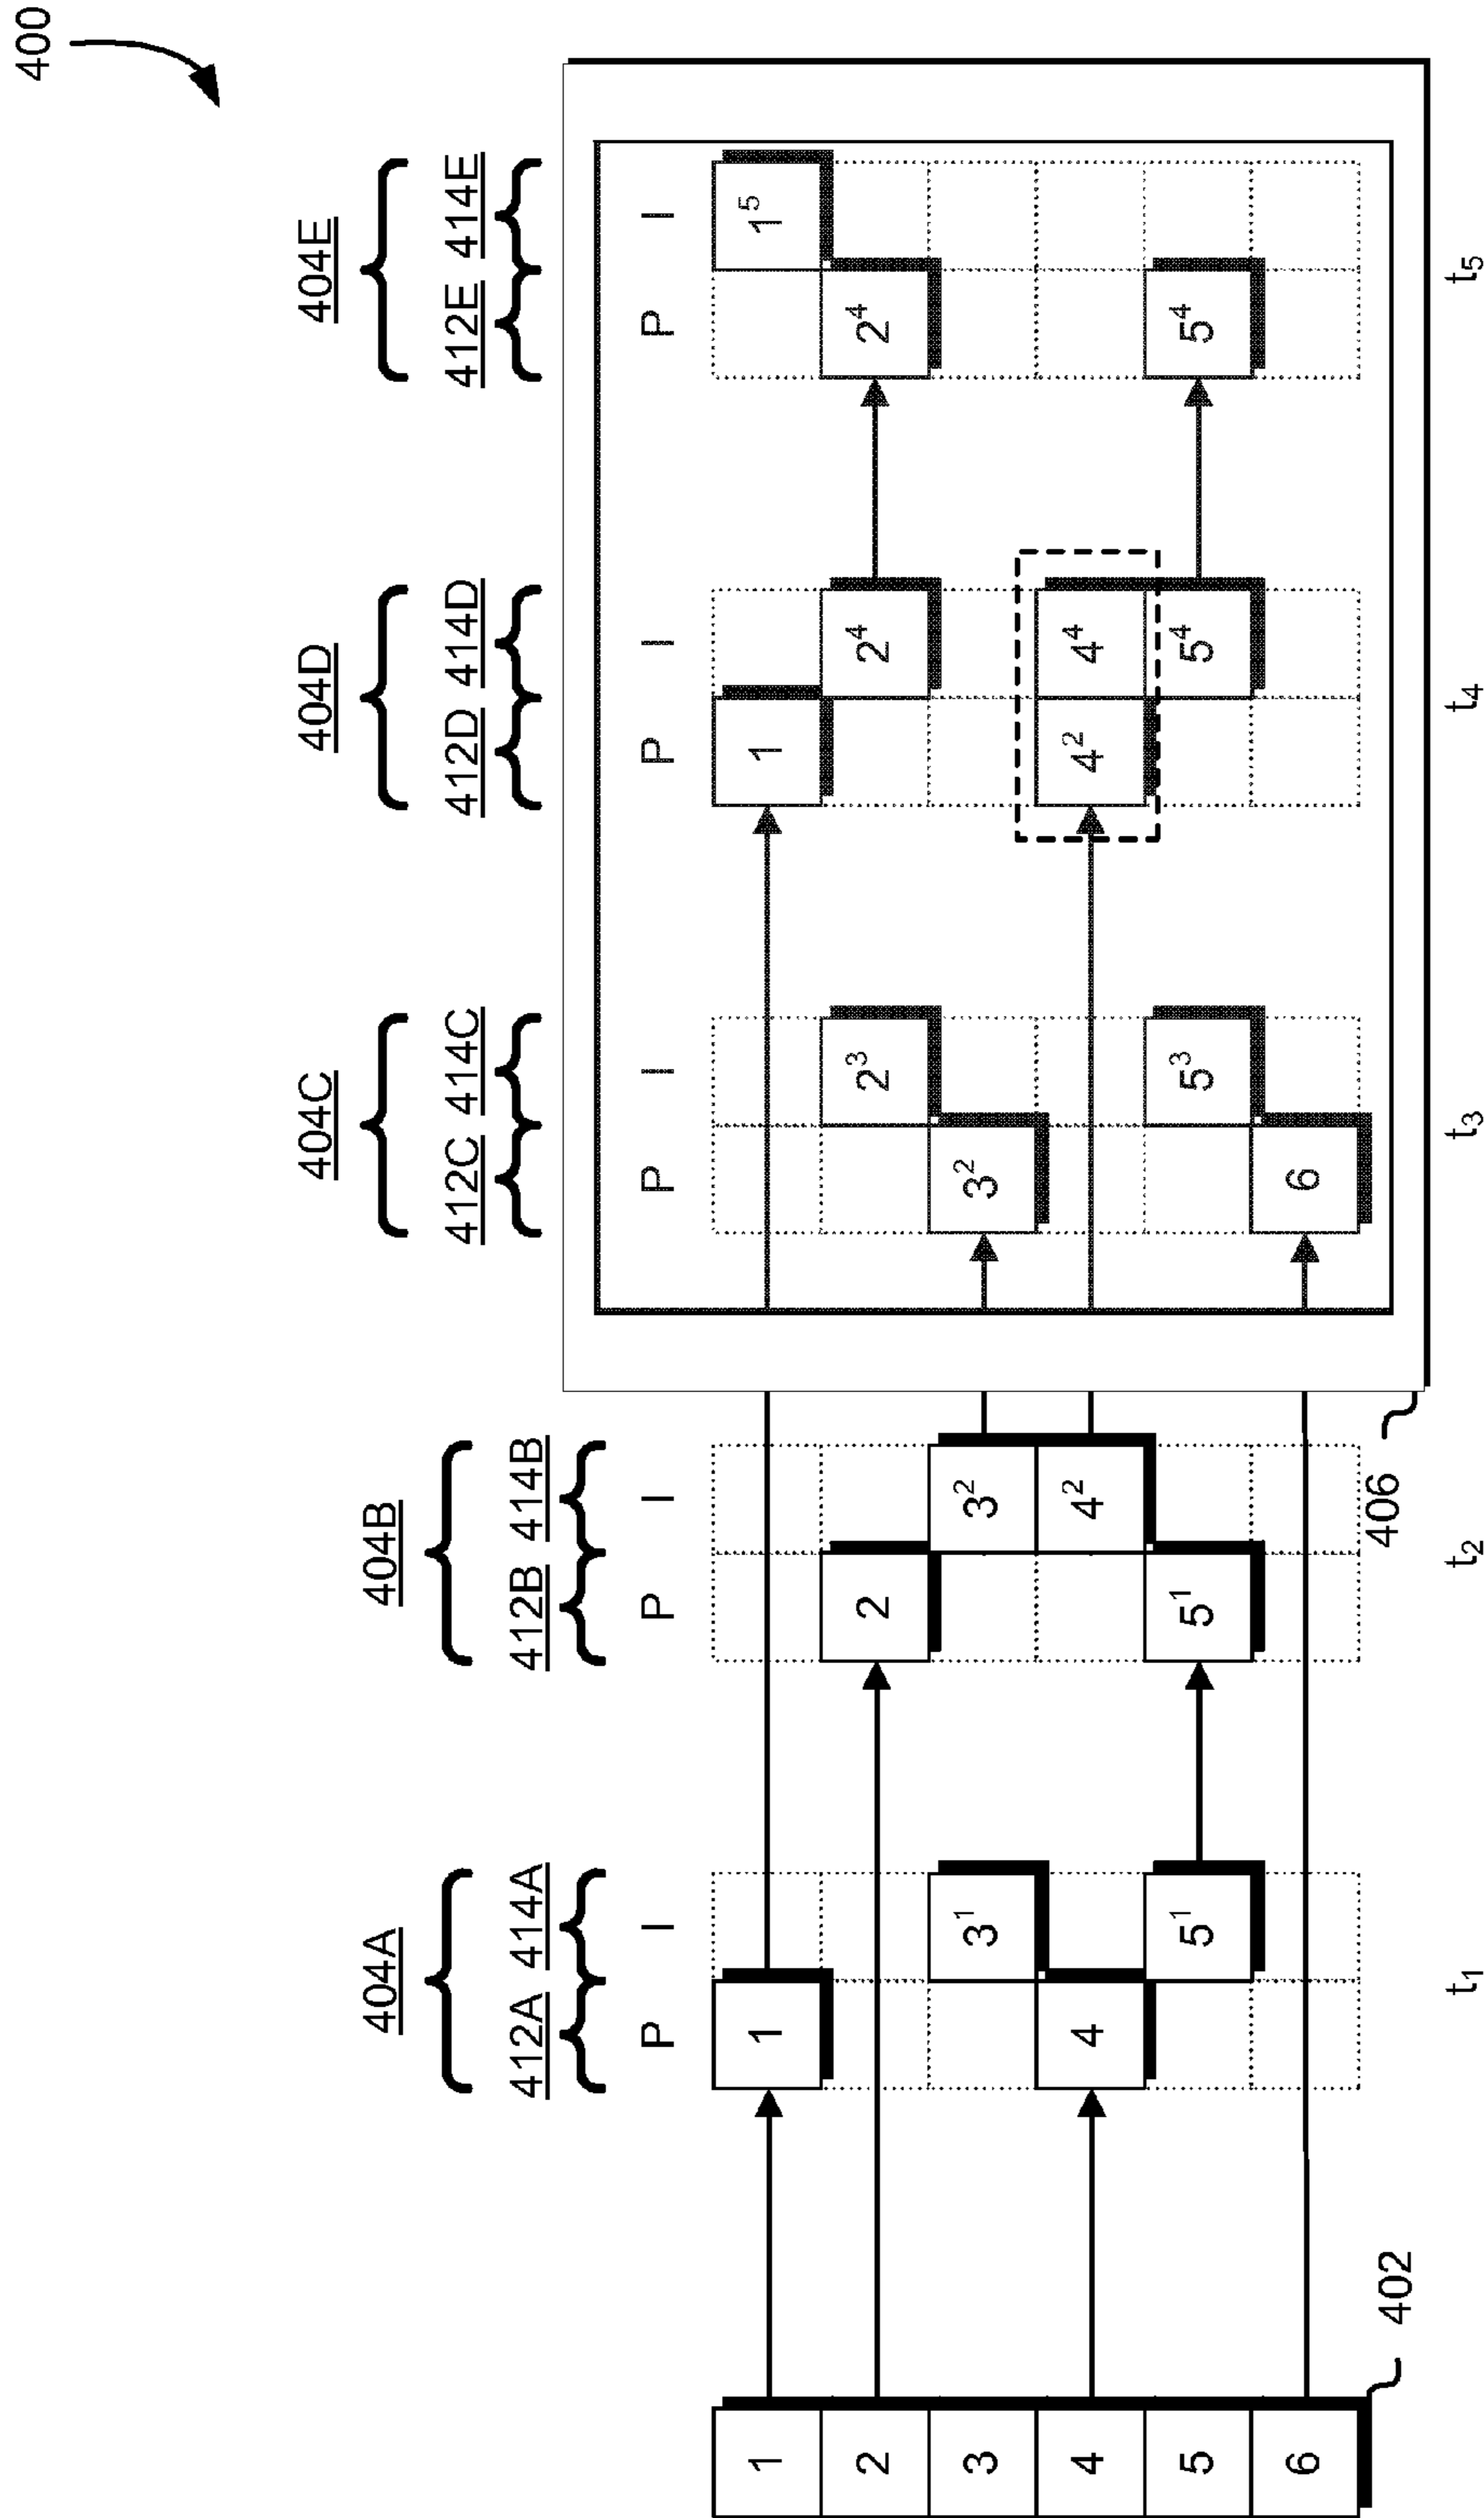 400
404C 404D 404E
404A 404B
412C 414C 412D 414D 412E 414E
412A 414A 412B 414B
P I P I P I P I P I
1 1 1 1⁵
2 2 2³ 2⁴ 2⁴
3 3¹ 3² 3²
4 4 4² 4² 4⁴
5 5¹ 5¹ 5³ 5⁴ 5⁴
6 6
402 406
t₁ t₂ t₃ t₄ t₅